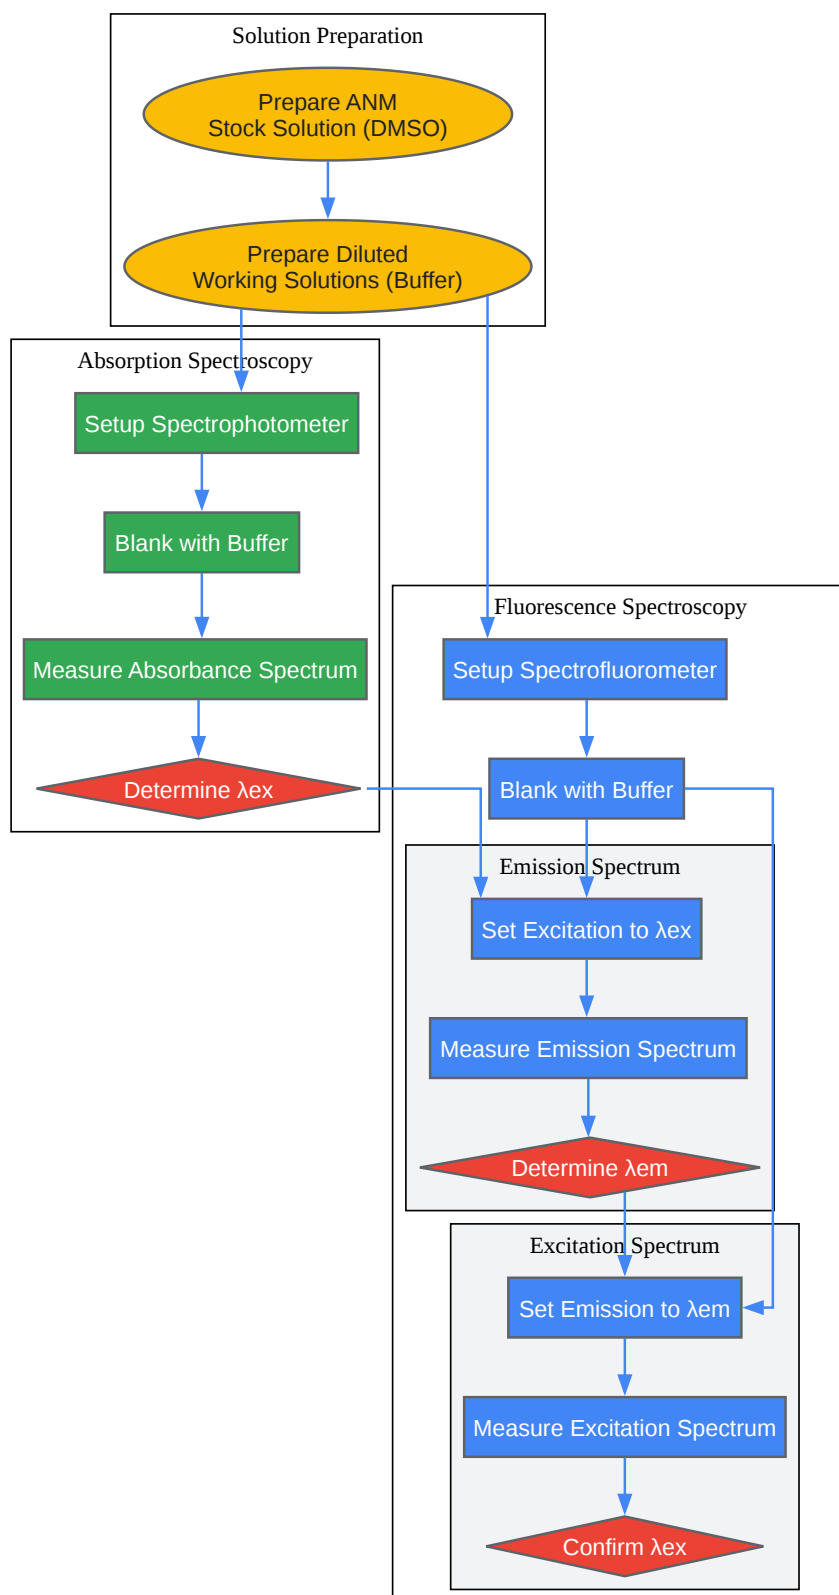 Solution Preparation
Prepare ANM
Stock Solution (DMSO)
Prepare Diluted
Working Solutions (Buffer)
Absorption Spectroscopy
Setup Spectrophotometer
Blank with Buffer
Measure Absorbance Spectrum
Determine λex
Fluorescence Spectroscopy
Setup Spectrofluorometer
Blank with Buffer
Emission Spectrum
Set Excitation to λex
Measure Emission Spectrum
Determine λem
Excitation Spectrum
Set Emission to λem
Measure Excitation Spectrum
Confirm λex